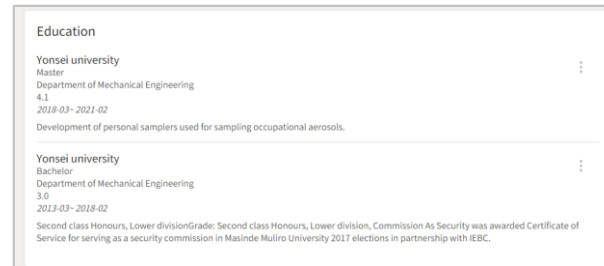 Education
Yonsei university
Master
Department of Mechanical Engineering
4.1
2018-03~ 2021-02
Development of personal samplers used for sampling occupational aerosols.
Yonsei university
Bachelor
Department of Mechanical Engineering
3.0
2013-03~ 2018-02
Second class Honours, Lower divisionGrade: Second class Honours, Lower division, Commission As Security was awarded Certificate of
Service for serving as a security commission in Masinde Muliro University 2017 elections in partnership with IEBC.